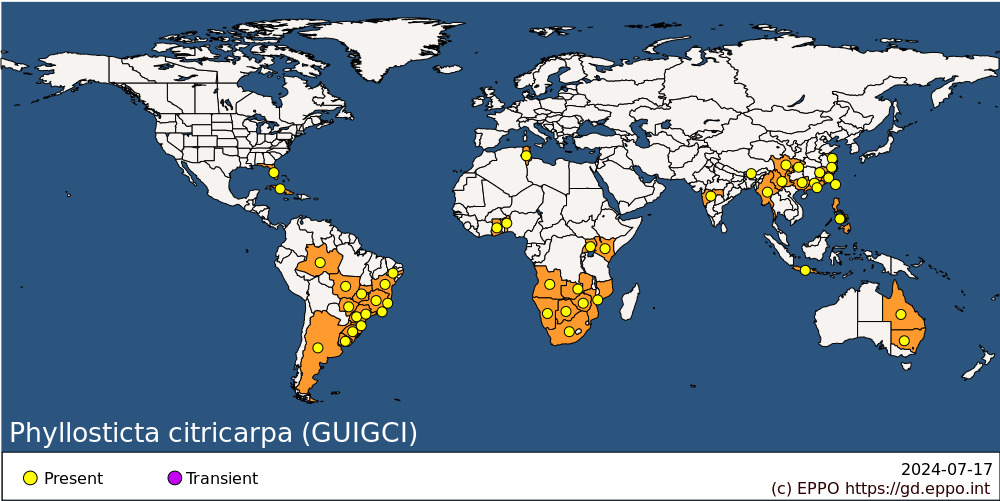 Phyllosticta citricarpa (GUIGCI)
Present
Transient
2024-07-17
(c) EPPO https://gd.eppo.int